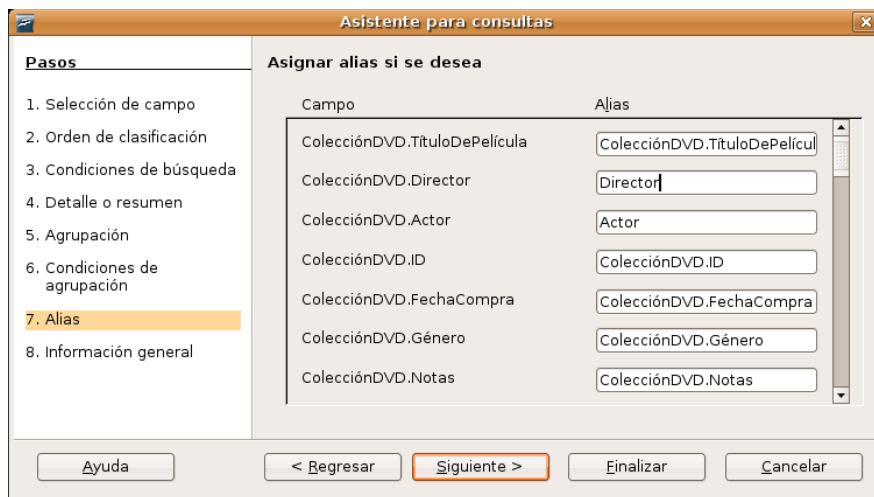 Asistente para consultas
Pasos
1. Selección de campo
2. Orden de clasificación
3. Condiciones de búsqueda
4. Detalle o resumen
5. Agrupación
6. Condiciones de
agrupación
7. Alias
8. Información general
Asignar alias si se desea
Campo Alias
ColecciónDVD.TítuloDePelícula ColecciónDVD.TítuloDePelícul
ColecciónDVD.Director Director
ColecciónDVD.Actor Actor
ColecciónDVD.ID ColecciónDVD.ID
ColecciónDVD.FechaCompra ColecciónDVD.FechaCompra
ColecciónDVD.Género ColecciónDVD.Género
ColecciónDVD.Notas ColecciónDVD.Notas
Ayuda < Regresar Siguiente > Finalizar Cancelar